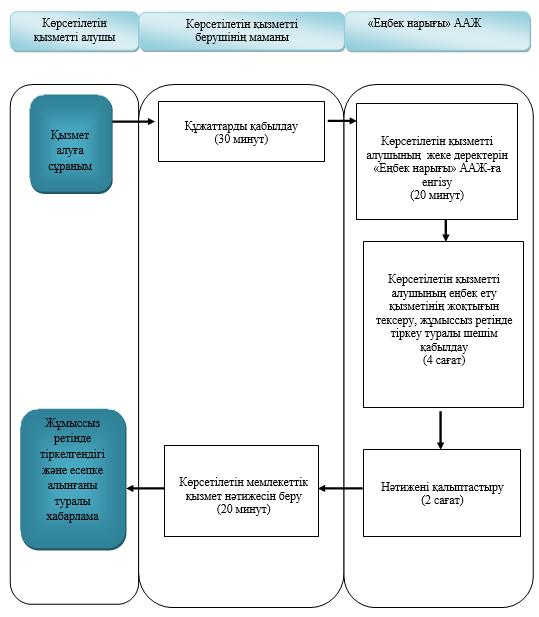 Көрсетілетін
қызметті алушы
Көрсетілетін қызметті
берушінің маманы
«Еңбек нарығы» ААЖ
Қызмет
алуға
сұраным
Құжаттарды қабылдау
(30 минут)
Көрсетілетін қызметті
алушының жеке деректерін
«Еңбек нарығы» ААЖ-ға
енгізу
(20 минут)
Көрсетілетін қызметті
алушының еңбек ету
қызметінің жоқтығын
тексеру, жұмыссыз ретінде
тіркеу туралы шешім
қабылдау
(4 сағат)
Нәтижені қалыптастыру
(2 сағат)
Көрсетілетін мемлекеттік
қызмет нәтижесін беру
(20 минут)
Жұмыссыз
ретінде
тіркелгендігі
және есепке
алынғаны
туралы
хабарлама